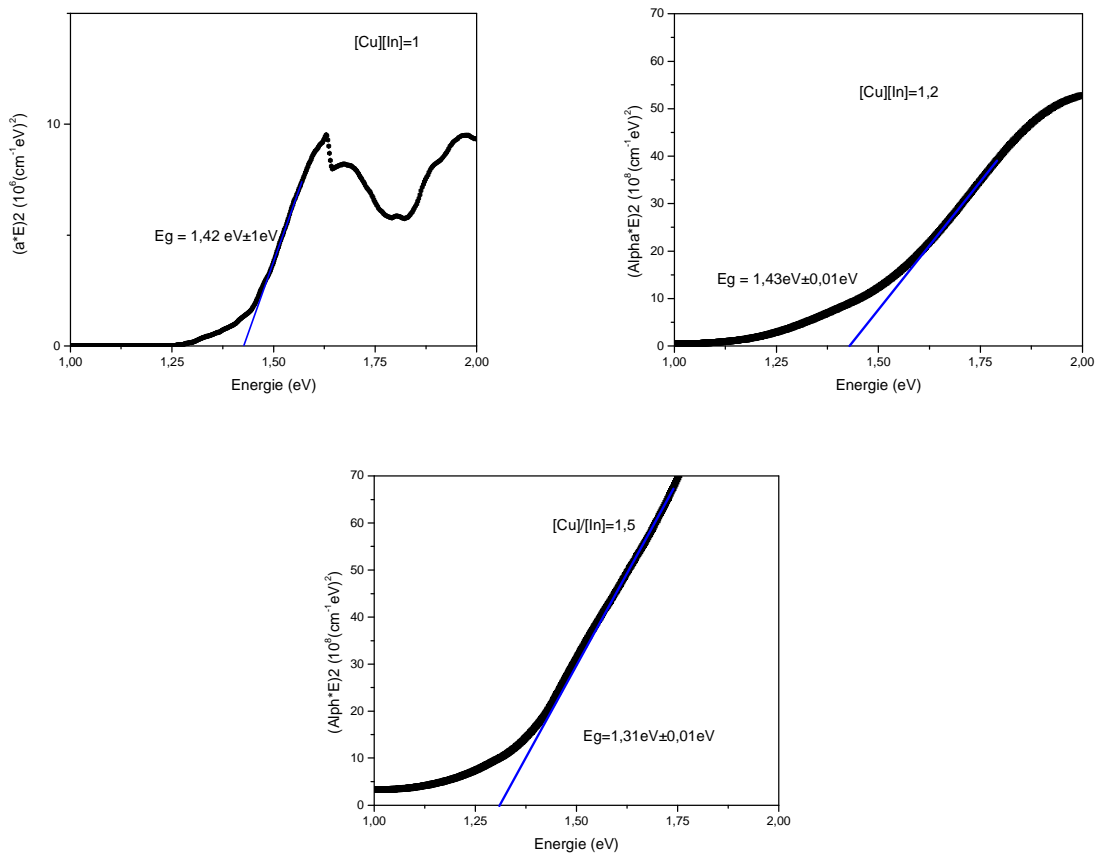 [Cu][In]=1
10
(a*E)2 (10⁶(cm⁻¹eV)²)
Eg = 1,42 eV±1eV
0
1,00 1,25 1,50 1,75 2,00
Energie (eV)
70
[Cu][In]=1,2
60
50
40
(Alpha*E)2 (10⁸(cm⁻¹eV)²)
30
20
Eg = 1,43eV±0,01eV
10
0
1,00 1,25 1,50 1,75 2,00
Energie (eV)
70
[Cu]/[In]=1,5
60
50
40
(Alph*E)2 (10⁸(cm⁻¹eV)²)
30
20
Eg=1,31eV±0,01eV
10
0
1,00 1,25 1,50 1,75 2,00
Energie (eV)